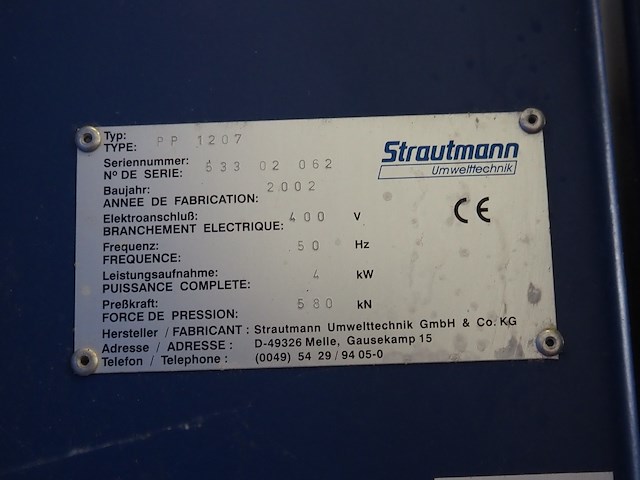 Typ:
TYPE: PP 1207
Seriennummer:
Nº DE SERIE: 533 02 062
Baujahr: 2002
ANNEE DE FABRICATION:
Elektroanschluß: 400 V
BRANCHEMENT ELECTRIQUE:
Frequenz: 50 Hz
FREQUENCE:
Leistungsaufnahme: 4 kW
PUISSANCE COMPLETE:
Preßkraft: 580 kN
FORCE DE PRESSION:
Hersteller / FABRICANT : Strautmann Umwelttechnik GmbH & Co. KG
Adresse / ADRESSE : D-49326 Melle, Gausekamp 15
Telefon / Telephone : (0049) 54 29 / 94 05-0
Strautmann
Umwelttechnik
CE